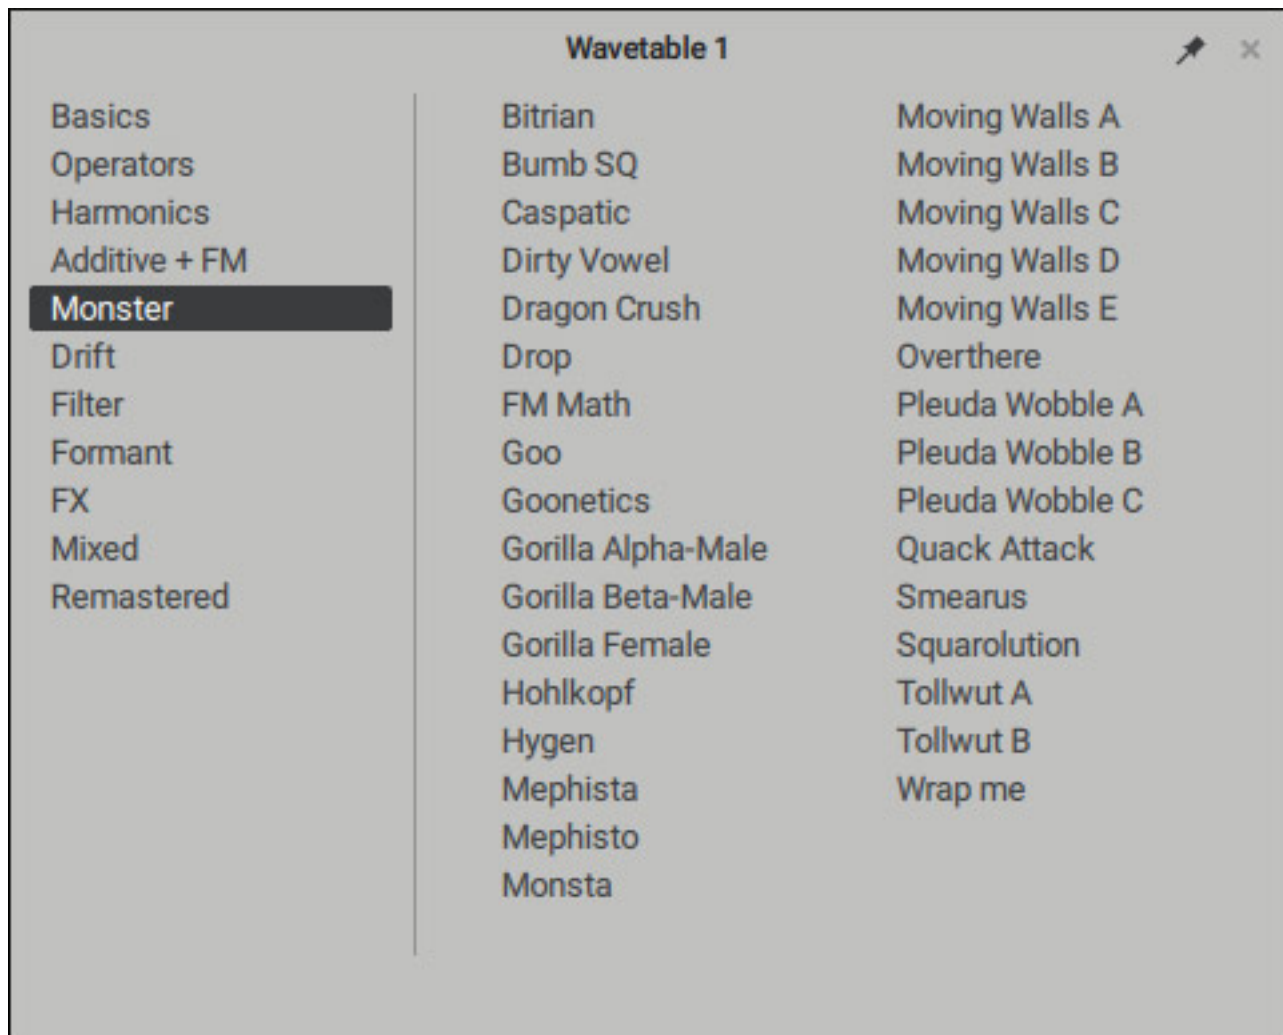 Wavetable 1
Basics
Operators
Harmonics
Additive + FM
Monster
Drift
Filter
Formant
FX
Mixed
Remastered
Bitrian
Bumb SQ
Caspatic
Dirty Vowel
Dragon Crush
Drop
FM Math
Goo
Goonetics
Gorilla Alpha-Male
Gorilla Beta-Male
Gorilla Female
Hohlkopf
Hygen
Mephista
Mephisto
Monsta
Moving Walls A
Moving Walls B
Moving Walls C
Moving Walls D
Moving Walls E
Overthere
Pleuda Wobble A
Pleuda Wobble B
Pleuda Wobble C
Quack Attack
Smearus
Squarolution
Tollwut A
Tollwut B
Wrap me